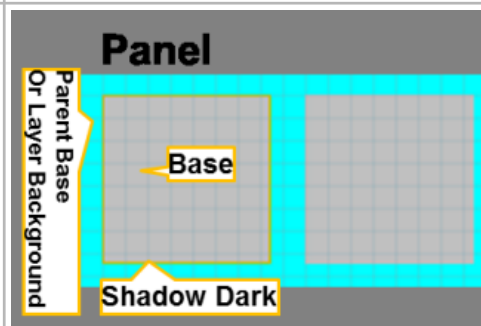 Panel
Parent Base
Or Layer Background
Base
Shadow Dark